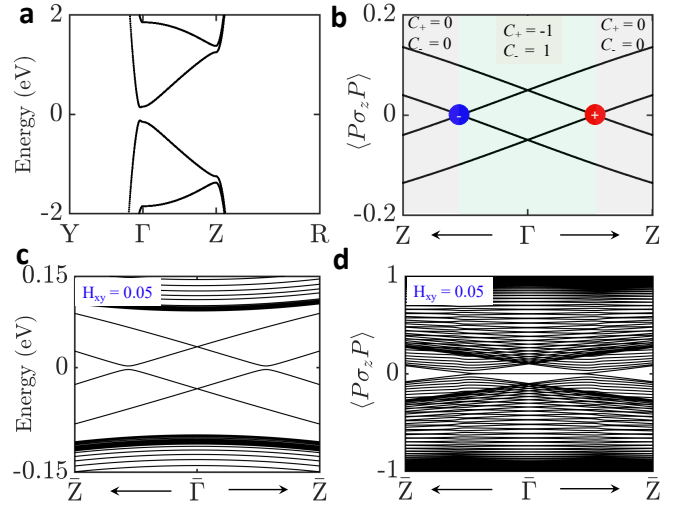 a
2
0
-2
Energy (eV)
Y Γ Z R
b
0.2
0
-0.2
⟨Pσ_zP⟩
C₊ = 0
C₋ = 0
C₊ = -1
C₋ = 1
C₊ = 0
C₋ = 0
- +
Z ← Γ → Z
c
0.15
0
-0.15
Energy (eV)
H_xy = 0.05
Z̄ ← Γ̄ → Z̄
d
1
0
-1
⟨Pσ_zP⟩
H_xy = 0.05
Z̄ ← Γ̄ → Z̄